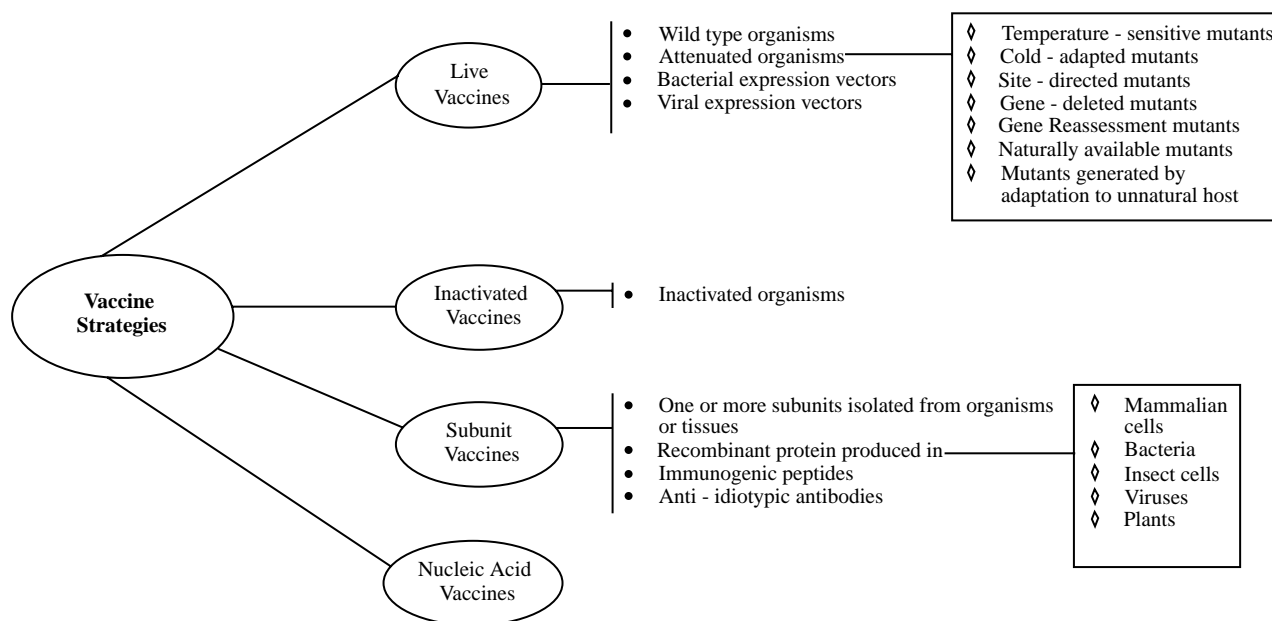 Vaccine
Strategies
Live
Vaccines
• Wild type organisms
• Attenuated organisms
• Bacterial expression vectors
• Viral expression vectors
◊ Temperature - sensitive mutants
◊ Cold - adapted mutants
◊ Site - directed mutants
◊ Gene - deleted mutants
◊ Gene Reassessment mutants
◊ Naturally available mutants
◊ Mutants generated by
adaptation to unnatural host
Inactivated
Vaccines
• Inactivated organisms
Subunit
Vaccines
• One or more subunits isolated from organisms
or tissues
• Recombinant protein produced in
• Immunogenic peptides
• Anti - idiotypic antibodies
◊ Mammalian
cells
◊ Bacteria
◊ Insect cells
◊ Viruses
◊ Plants
Nucleic Acid
Vaccines